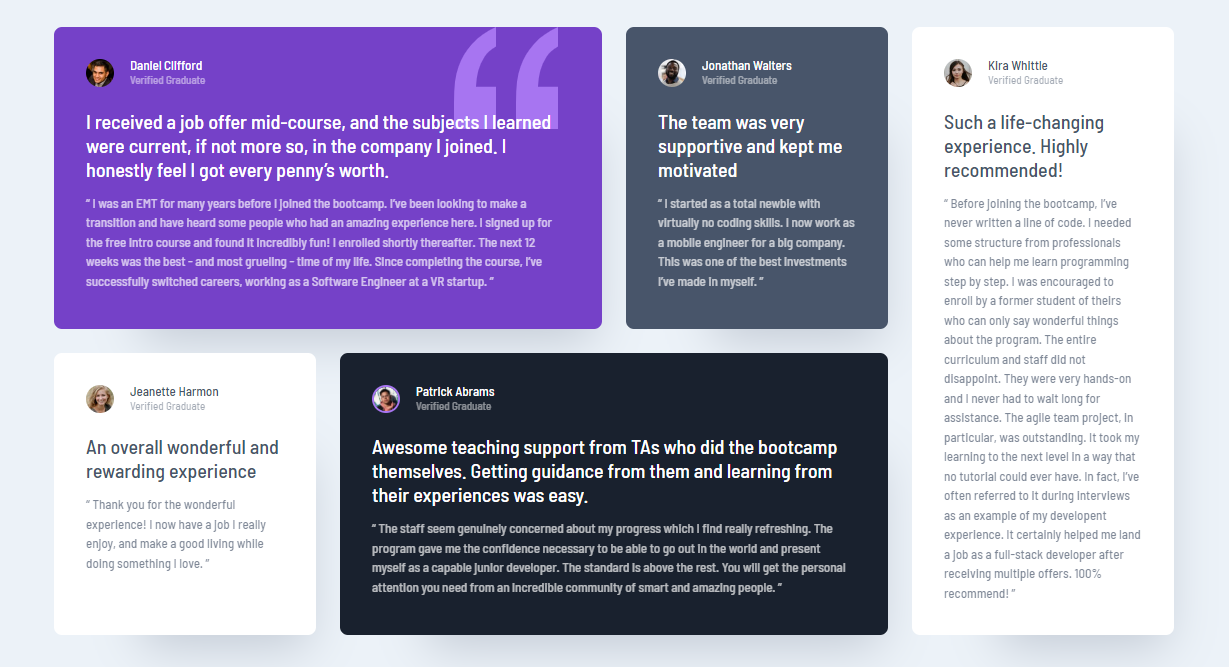 Daniel Clifford
Verified Graduate
I received a job offer mid-course, and the subjects I learned
were current, if not more so, in the company I joined. I
honestly feel I got every penny’s worth.
“ I was an EMT for many years before I joined the bootcamp. I’ve been looking to make a
transition and have heard some people who had an amazing experience here. I signed up for
the free intro course and found it incredibly fun! I enrolled shortly thereafter. The next 12
weeks was the best - and most grueling - time of my life. Since completing the course, I’ve
successfully switched careers, working as a Software Engineer at a VR startup. ”
Jonathan Walters
Verified Graduate
The team was very
supportive and kept me
motivated
“ I started as a total newbie with
virtually no coding skills. I now work as
a mobile engineer for a big company.
This was one of the best investments
I’ve made in myself. ”
Kira Whittle
Verified Graduate
Such a life-changing
experience. Highly
recommended!
“ Before joining the bootcamp, I’ve
never written a line of code. I needed
some structure from professionals
who can help me learn programming
step by step. I was encouraged to
enroll by a former student of theirs
who can only say wonderful things
about the program. The entire
curriculum and staff did not
disappoint. They were very hands-on
and I never had to wait long for
assistance. The agile team project, in
particular, was outstanding. It took my
learning to the next level in a way that
no tutorial could ever have. In fact, I’ve
often referred to it during interviews
as an example of my developent
experience. It certainly helped me land
a job as a full-stack developer after
receiving multiple offers. 100%
recommend! ”
Jeanette Harmon
Verified Graduate
An overall wonderful and
rewarding experience
“ Thank you for the wonderful
experience! I now have a job I really
enjoy, and make a good living while
doing something I love. ”
Patrick Abrams
Verified Graduate
Awesome teaching support from TAs who did the bootcamp
themselves. Getting guidance from them and learning from
their experiences was easy.
“ The staff seem genuinely concerned about my progress which I find really refreshing. The
program gave me the confidence necessary to be able to go out in the world and present
myself as a capable junior developer. The standard is above the rest. You will get the personal
attention you need from an incredible community of smart and amazing people. ”